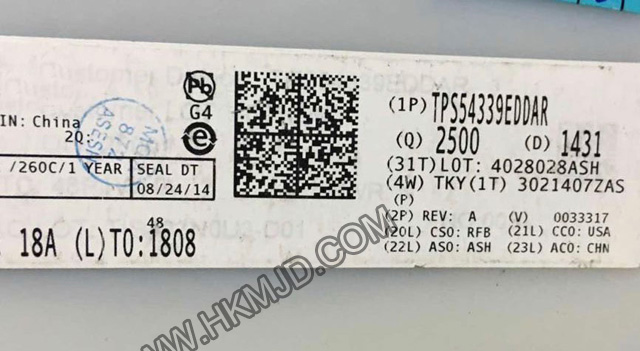 Pb
G4
e
IN: China
2Q:
/260C/1 YEAR
SEAL DT
08/24/14
48
18A (L)TO:1808
(1P) TPS54339EDDAR
(Q) 2500 (D) 1431
(31T) LOT: 4028028ASH
(4W) TKY(1T) 3021407ZAS
(P)
(2P) REV: A (V) 0033317
(20L) CSO: RFB (21L) CCO: USA
(22L) ASO: ASH (23L) ACO: CHN
WWW.HKMJD.COM